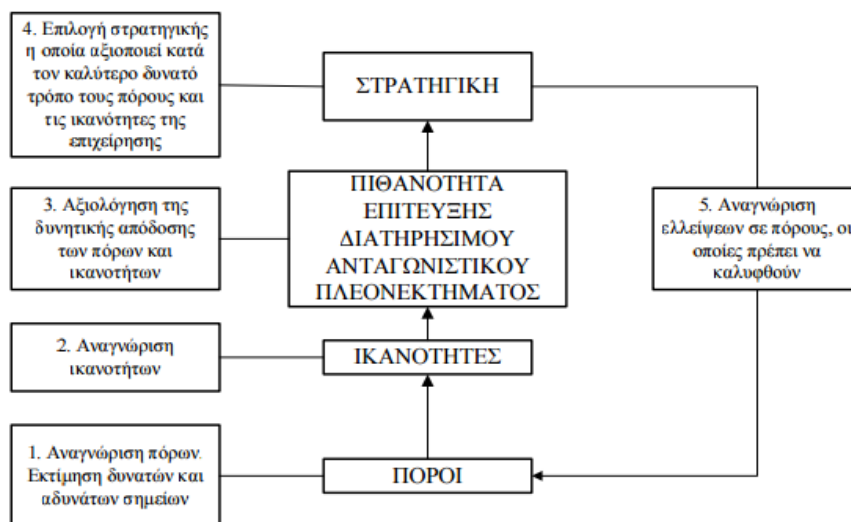 4. Επιλογή στρατηγικής
η οποία αξιοποιεί κατά
τον καλύτερο δυνατό
τρόπο τους πόρους και
τις ικανότητες της
επιχείρησης
ΣΤΡΑΤΗΓΙΚΗ
3. Αξιολόγηση της
δυνητικής απόδοσης
των πόρων και
ικανοτήτων
ΠΙΘΑΝΟΤΗΤΑ
ΕΠΙΤΕΥΞΗΣ
ΔΙΑΤΗΡΗΣΙΜΟΥ
ΑΝΤΑΓΩΝΙΣΤΙΚΟΥ
ΠΛΕΟΝΕΚΤΗΜΑΤΟΣ
5. Αναγνώριση
ελλείψεων σε πόρους, οι
οποίες πρέπει να
καλυφθούν
2. Αναγνώριση
ικανοτήτων
ΙΚΑΝΟΤΗΤΕΣ
1. Αναγνώριση πόρων.
Εκτίμηση δυνατών και
αδυνάτων σημείων
ΠΟΡΟΙ